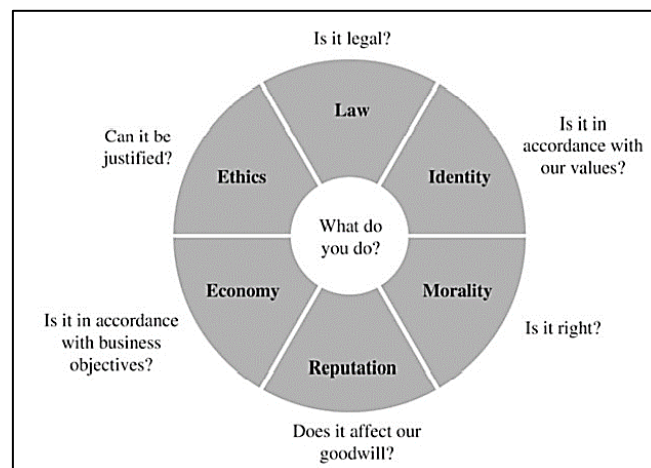 Is it legal?
Law
Can it be
justified?
Ethics
Is it in
accordance with
our values?
Identity
What do
you do?
Economy
Morality
Is it in accordance
with business
objectives?
Is it right?
Reputation
Does it affect our
goodwill?